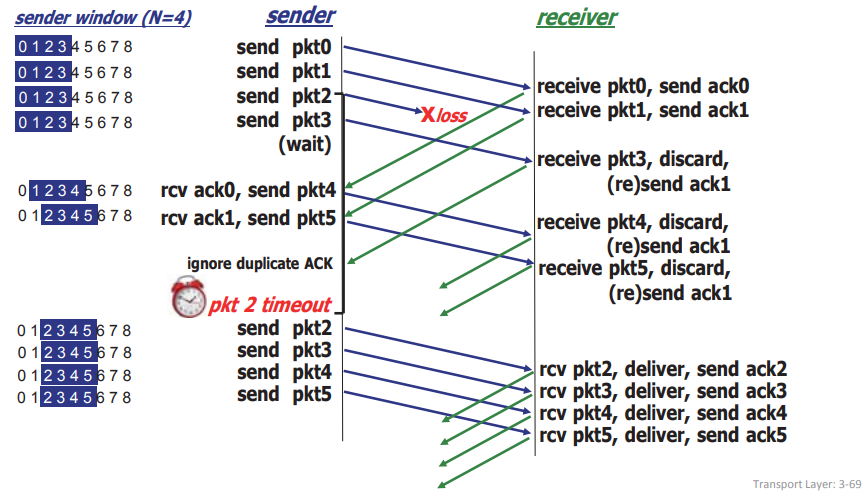 sender window (N=4)
sender
receiver
0 1 2 3 4 5 6 7 8
send pkt0
0 1 2 3 4 5 6 7 8
send pkt1
0 1 2 3 4 5 6 7 8
send pkt2
0 1 2 3 4 5 6 7 8
send pkt3
(wait)
X loss
receive pkt0, send ack0
receive pkt1, send ack1
receive pkt3, discard,
(re)send ack1
0 1 2 3 4 5 6 7 8
rcv ack0, send pkt4
0 1 2 3 4 5 6 7 8
rcv ack1, send pkt5
receive pkt4, discard,
(re)send ack1
receive pkt5, discard,
(re)send ack1
ignore duplicate ACK
pkt 2 timeout
0 1 2 3 4 5 6 7 8
send pkt2
0 1 2 3 4 5 6 7 8
send pkt3
0 1 2 3 4 5 6 7 8
send pkt4
0 1 2 3 4 5 6 7 8
send pkt5
rcv pkt2, deliver, send ack2
rcv pkt3, deliver, send ack3
rcv pkt4, deliver, send ack4
rcv pkt5, deliver, send ack5
Transport Layer: 3-69